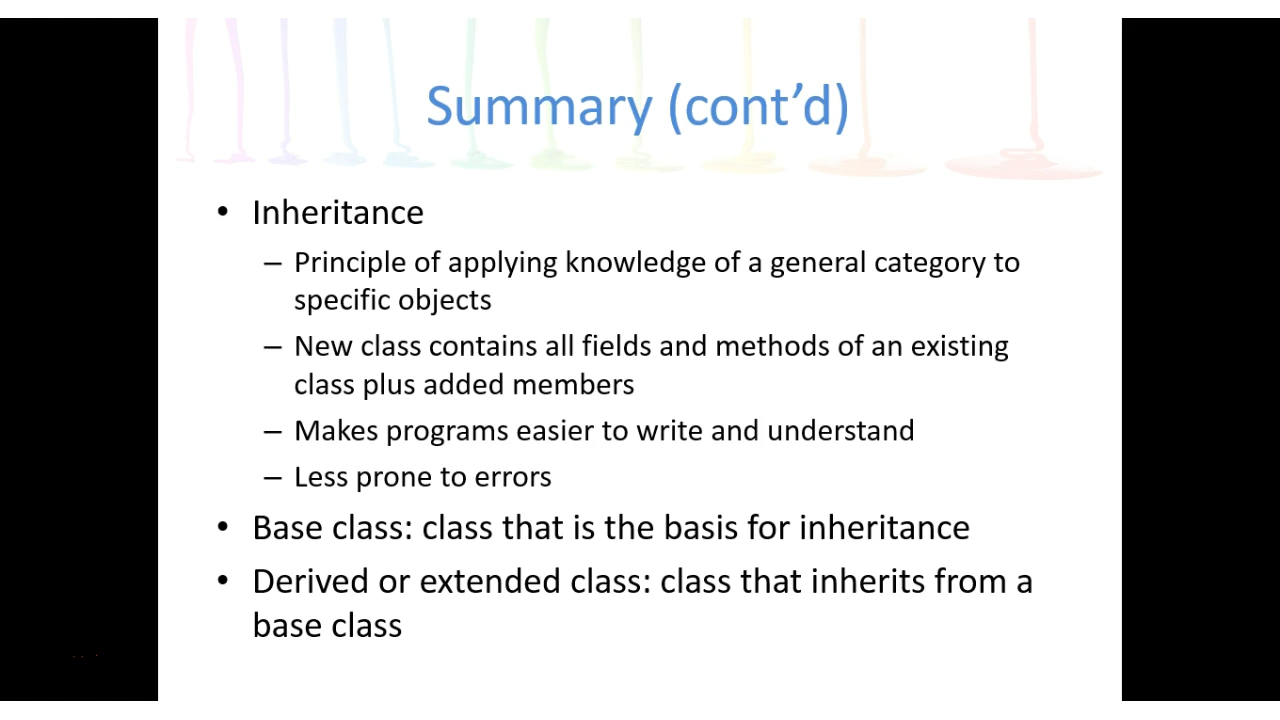 Summary (cont’d)
• Inheritance
– Principle of applying knowledge of a general category to
specific objects
– New class contains all fields and methods of an existing
class plus added members
– Makes programs easier to write and understand
– Less prone to errors
• Base class: class that is the basis for inheritance
• Derived or extended class: class that inherits from a
base class